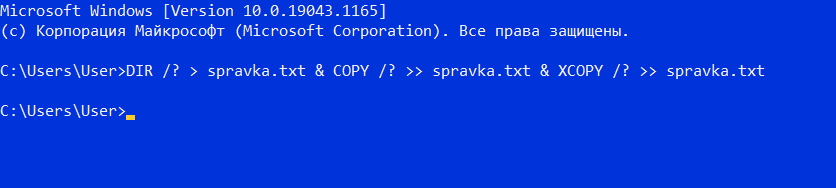 Microsoft Windows [Version 10.0.19043.1165]
(c) Корпорация Майкрософт (Microsoft Corporation). Все права защищены.
C:\Users\User>DIR /? > spravka.txt & COPY /? >> spravka.txt & XCOPY /? >> spravka.txt
C:\Users\User>